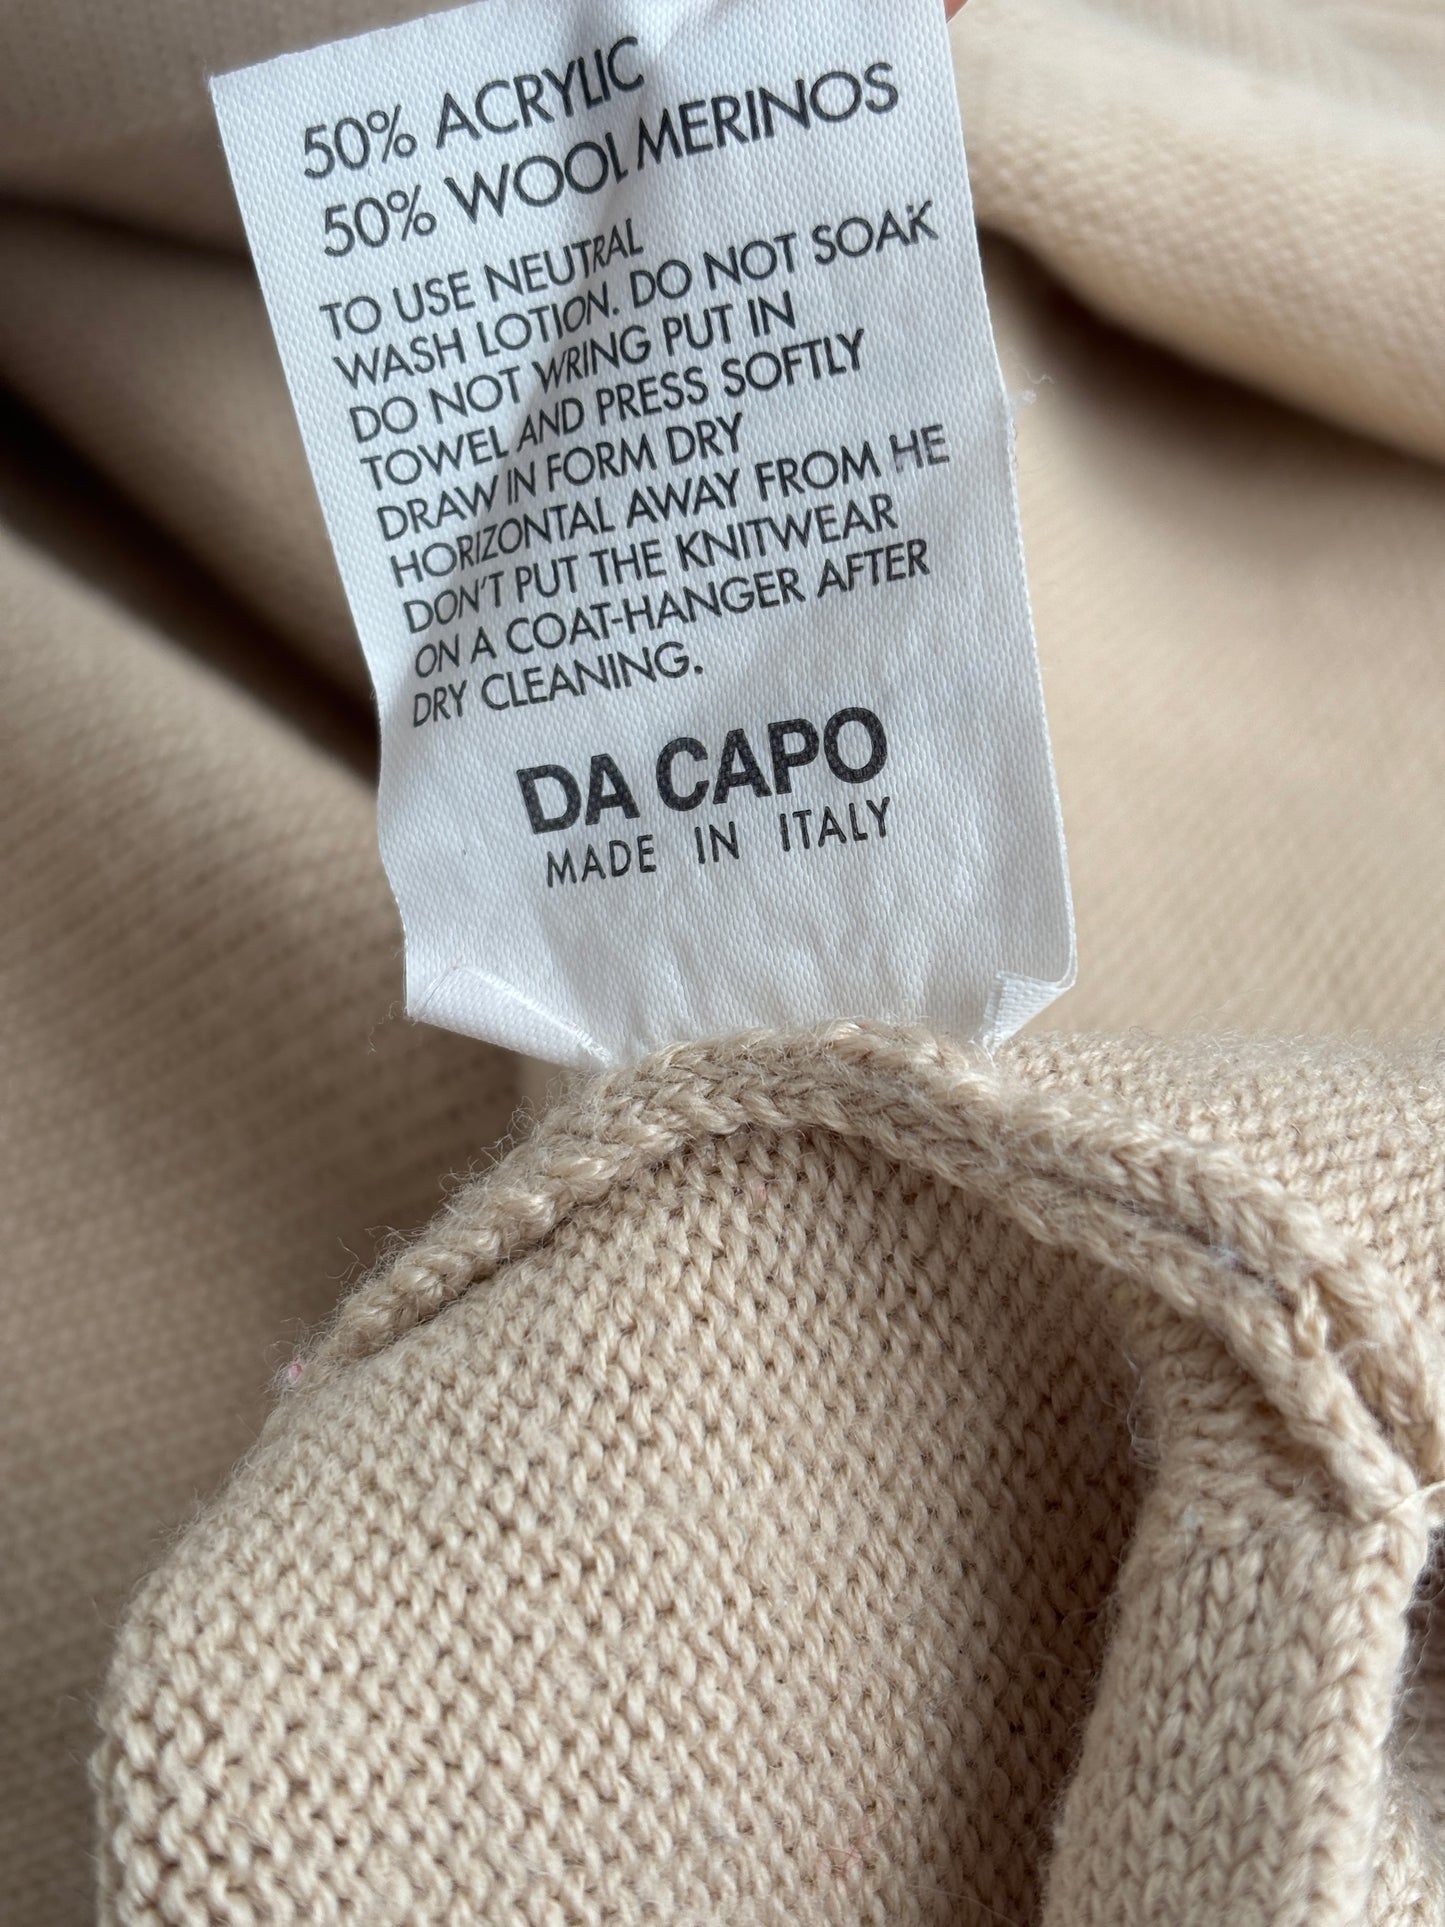 50% ACRYLIC
50% WOOL MERINOS
TO USE NEUTRAL
WASH LOTION. DO NOT SOAK
DO NOT WRING PUT IN
TOWEL AND PRESS SOFTLY
DRAW IN FORM DRY
HORIZONTAL AWAY FROM HE
DON'T PUT THE KNITWEAR
ON A COAT-HANGER AFTER
DRY CLEANING.
DA CAPO
MADE IN ITALY